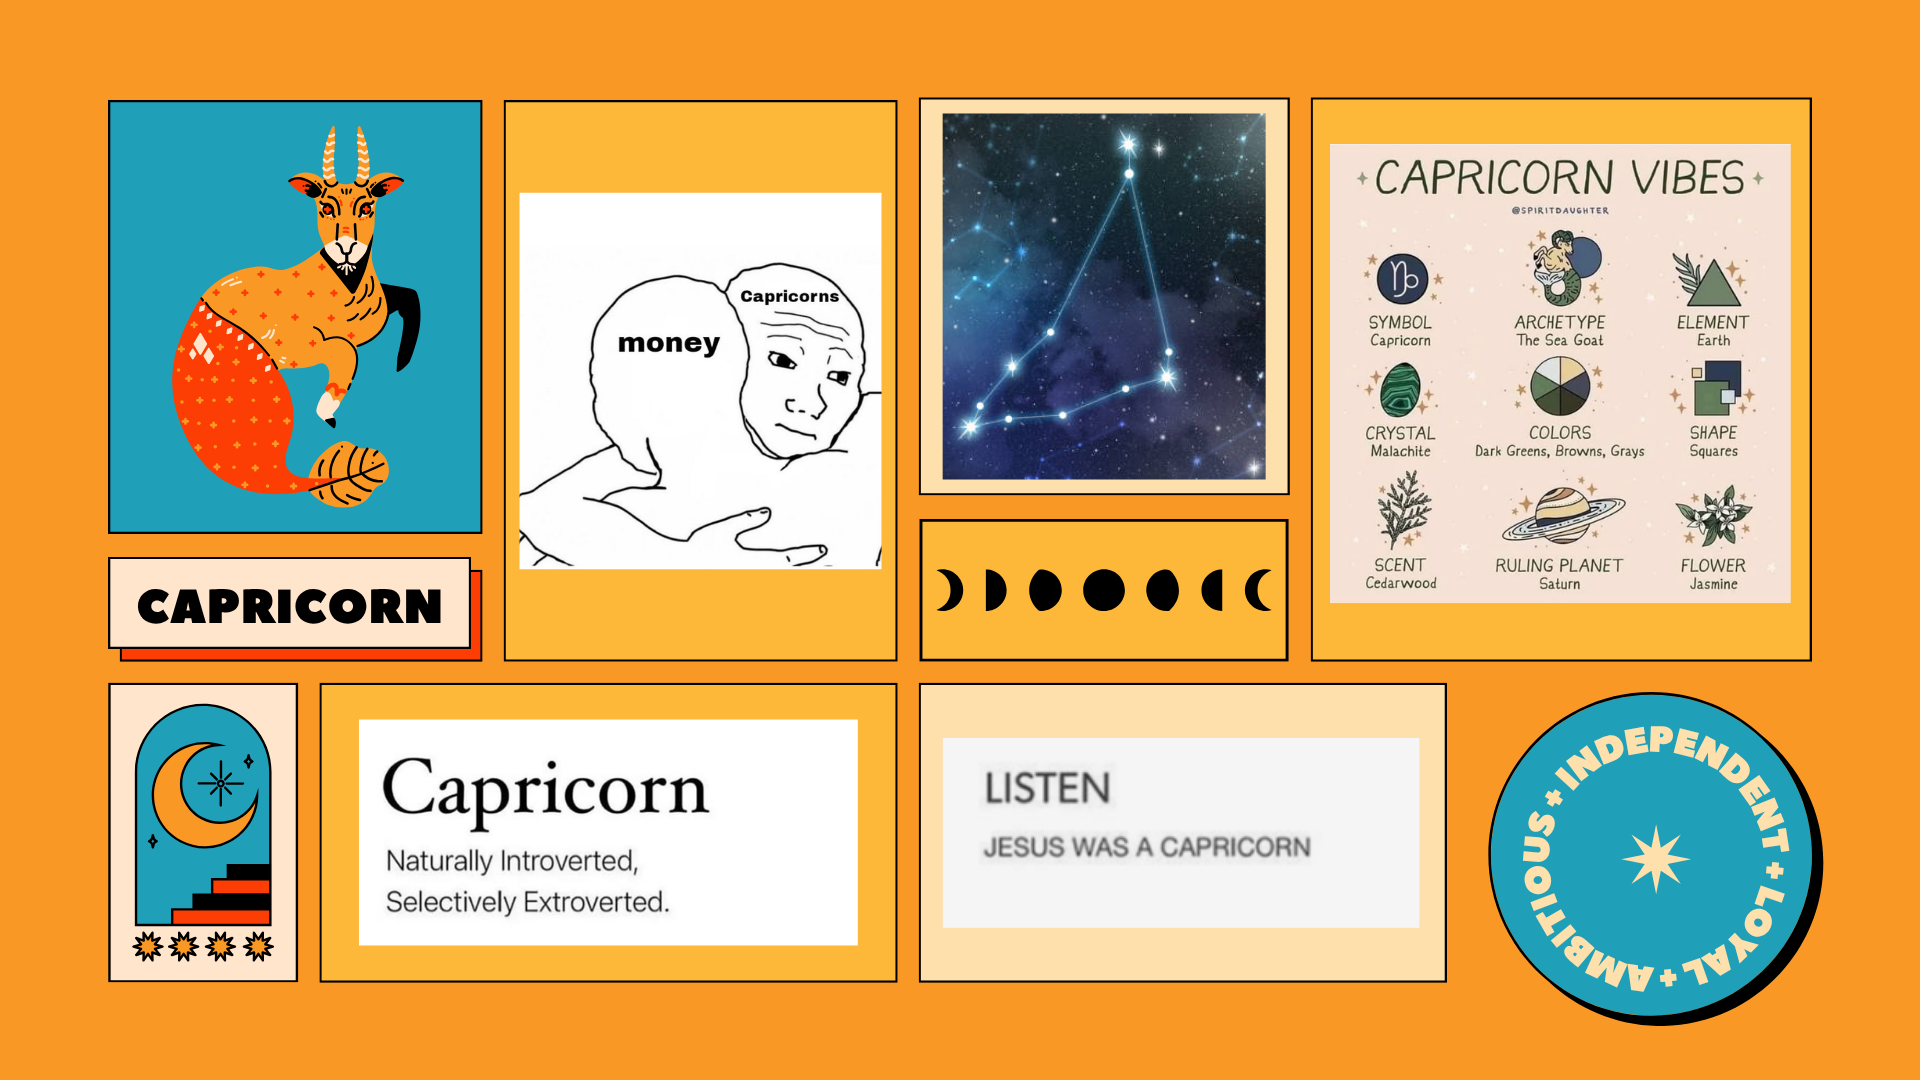 CAPRICORN
money
Capricorns
CAPRICORN VIBES
@SPIRITDAUGHTER
SYMBOL
Capricorn
ARCHETYPE
The Sea Goat
ELEMENT
Earth
CRYSTAL
Malachite
COLORS
Dark Greens, Browns, Grays
SHAPE
Squares
SCENT
Cedarwood
RULING PLANET
Saturn
FLOWER
Jasmine
Capricorn
Naturally Introverted,
Selectively Extroverted.
LISTEN
JESUS WAS A CAPRICORN
INDEPENDENT + LOYAL + AMBITIOUS +